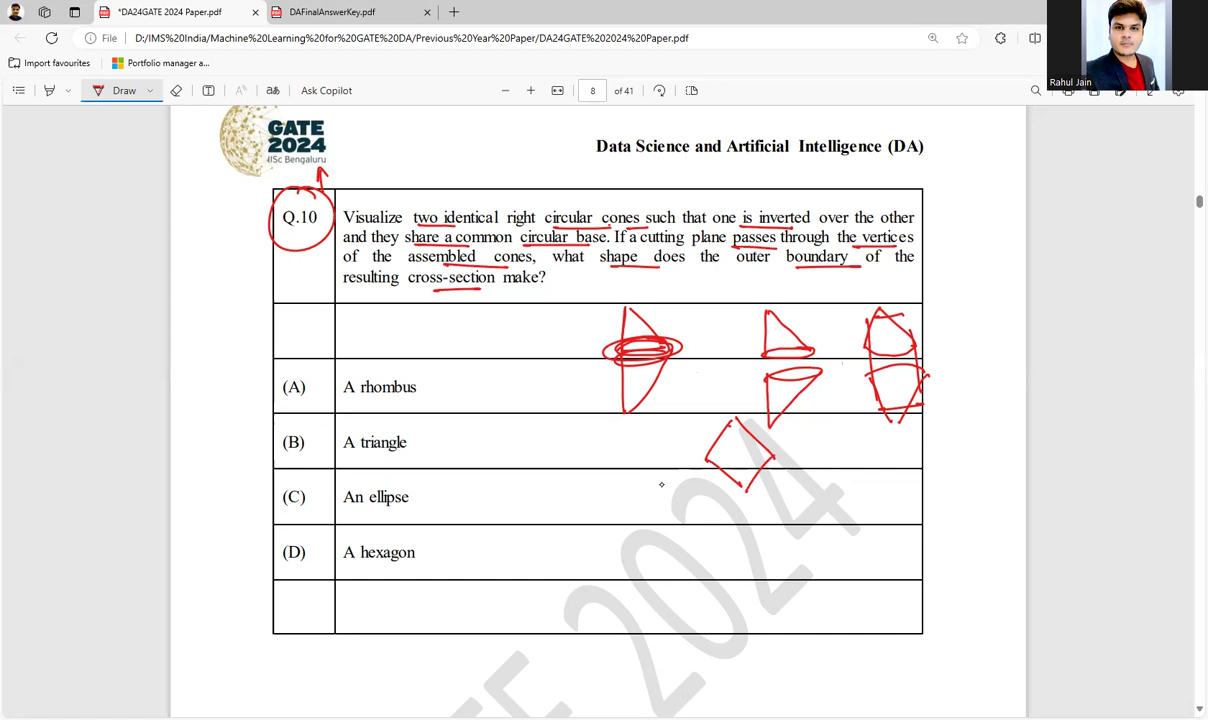 *DA24GATE 2024 Paper.pdf
DAFinalAnswerKey.pdf
File
D:/IMS%20India/Machine%20Learning%20for%20GATE%20DA/Previous%20Year%20Paper/DA24GATE%202024%20Paper.pdf
Import favourites
Portfolio manager a...
Rahul Jain
Draw
Ask Copilot
8
of 41
GATE
2024
IISc Bengaluru
Data Science and Artificial Intelligence (DA)
Q.10
Visualize two identical right circular cones such that one is inverted over the other
and they share a common circular base. If a cutting plane passes through the vertices
of the assembled cones, what shape does the outer boundary of the
resulting cross-section make?
(A)
A rhombus
(B)
A triangle
(C)
An ellipse
(D)
A hexagon
GATE 2024